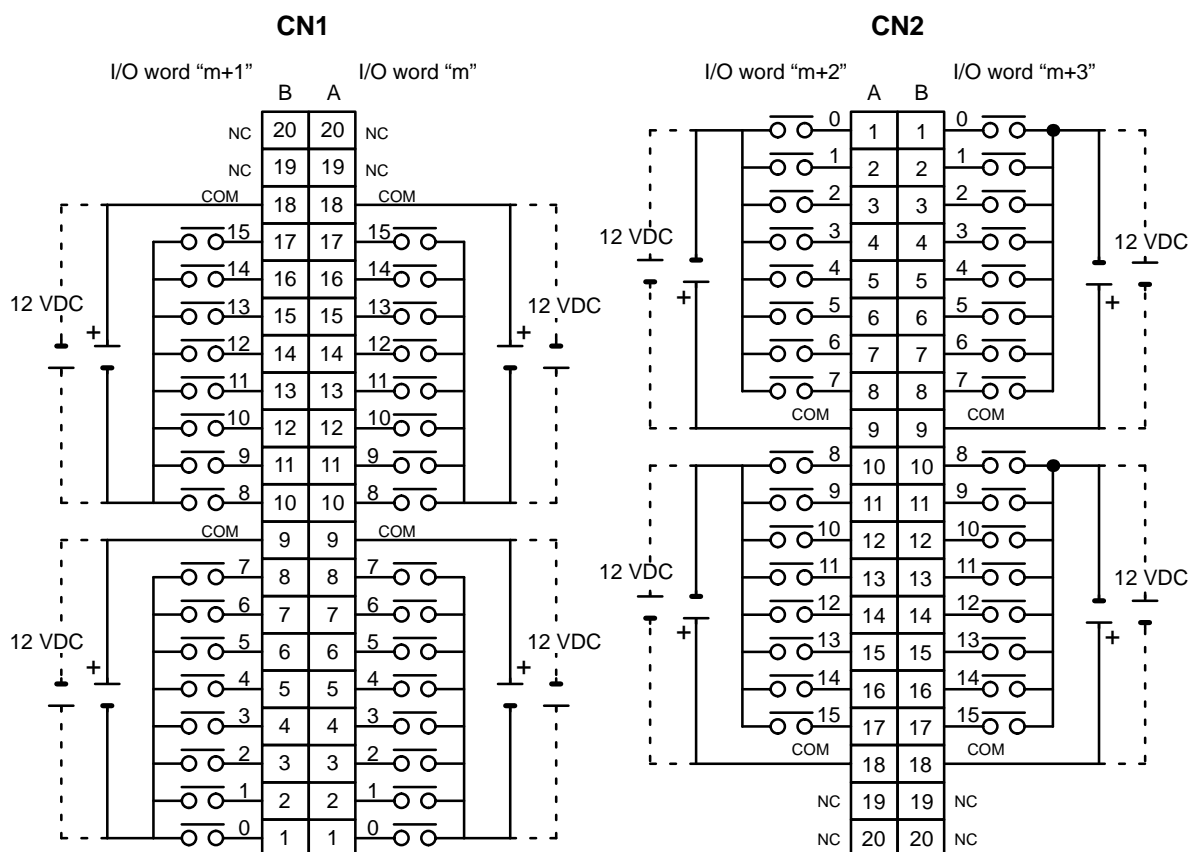 CN1
I/O word “m+1”
I/O word “m”
B A
NC 20 20 NC
NC 19 19 NC
COM 18 18 COM
15 17 17 15
14 16 16 14
13 15 15 13
12 VDC + + 12 VDC
12 14 14 12
11 13 13 11
10 12 12 10
9 11 11 9
8 10 10 8
COM 9 9 COM
7 8 8 7
6 7 7 6
12 VDC + + 12 VDC
5 6 6 5
4 5 5 4
3 4 4 3
2 3 3 2
1 2 2 1
0 1 1 0
CN2
I/O word “m+2”
I/O word “m+3”
A B
0 1 1 0
1 2 2 1
2 3 3 2
12 VDC 3 4 4 3 12 VDC
4 5 5 4
+ 5 6 6 5 +
6 7 7 6
7 8 8 7
COM 9 9 COM
8 10 10 8
9 11 11 9
10 12 12 10
12 VDC 11 13 13 11 12 VDC
12 14 14 12
+ 13 15 15 13 +
14 16 16 14
15 17 17 15
COM 18 18 COM
NC 19 19 NC
NC 20 20 NC